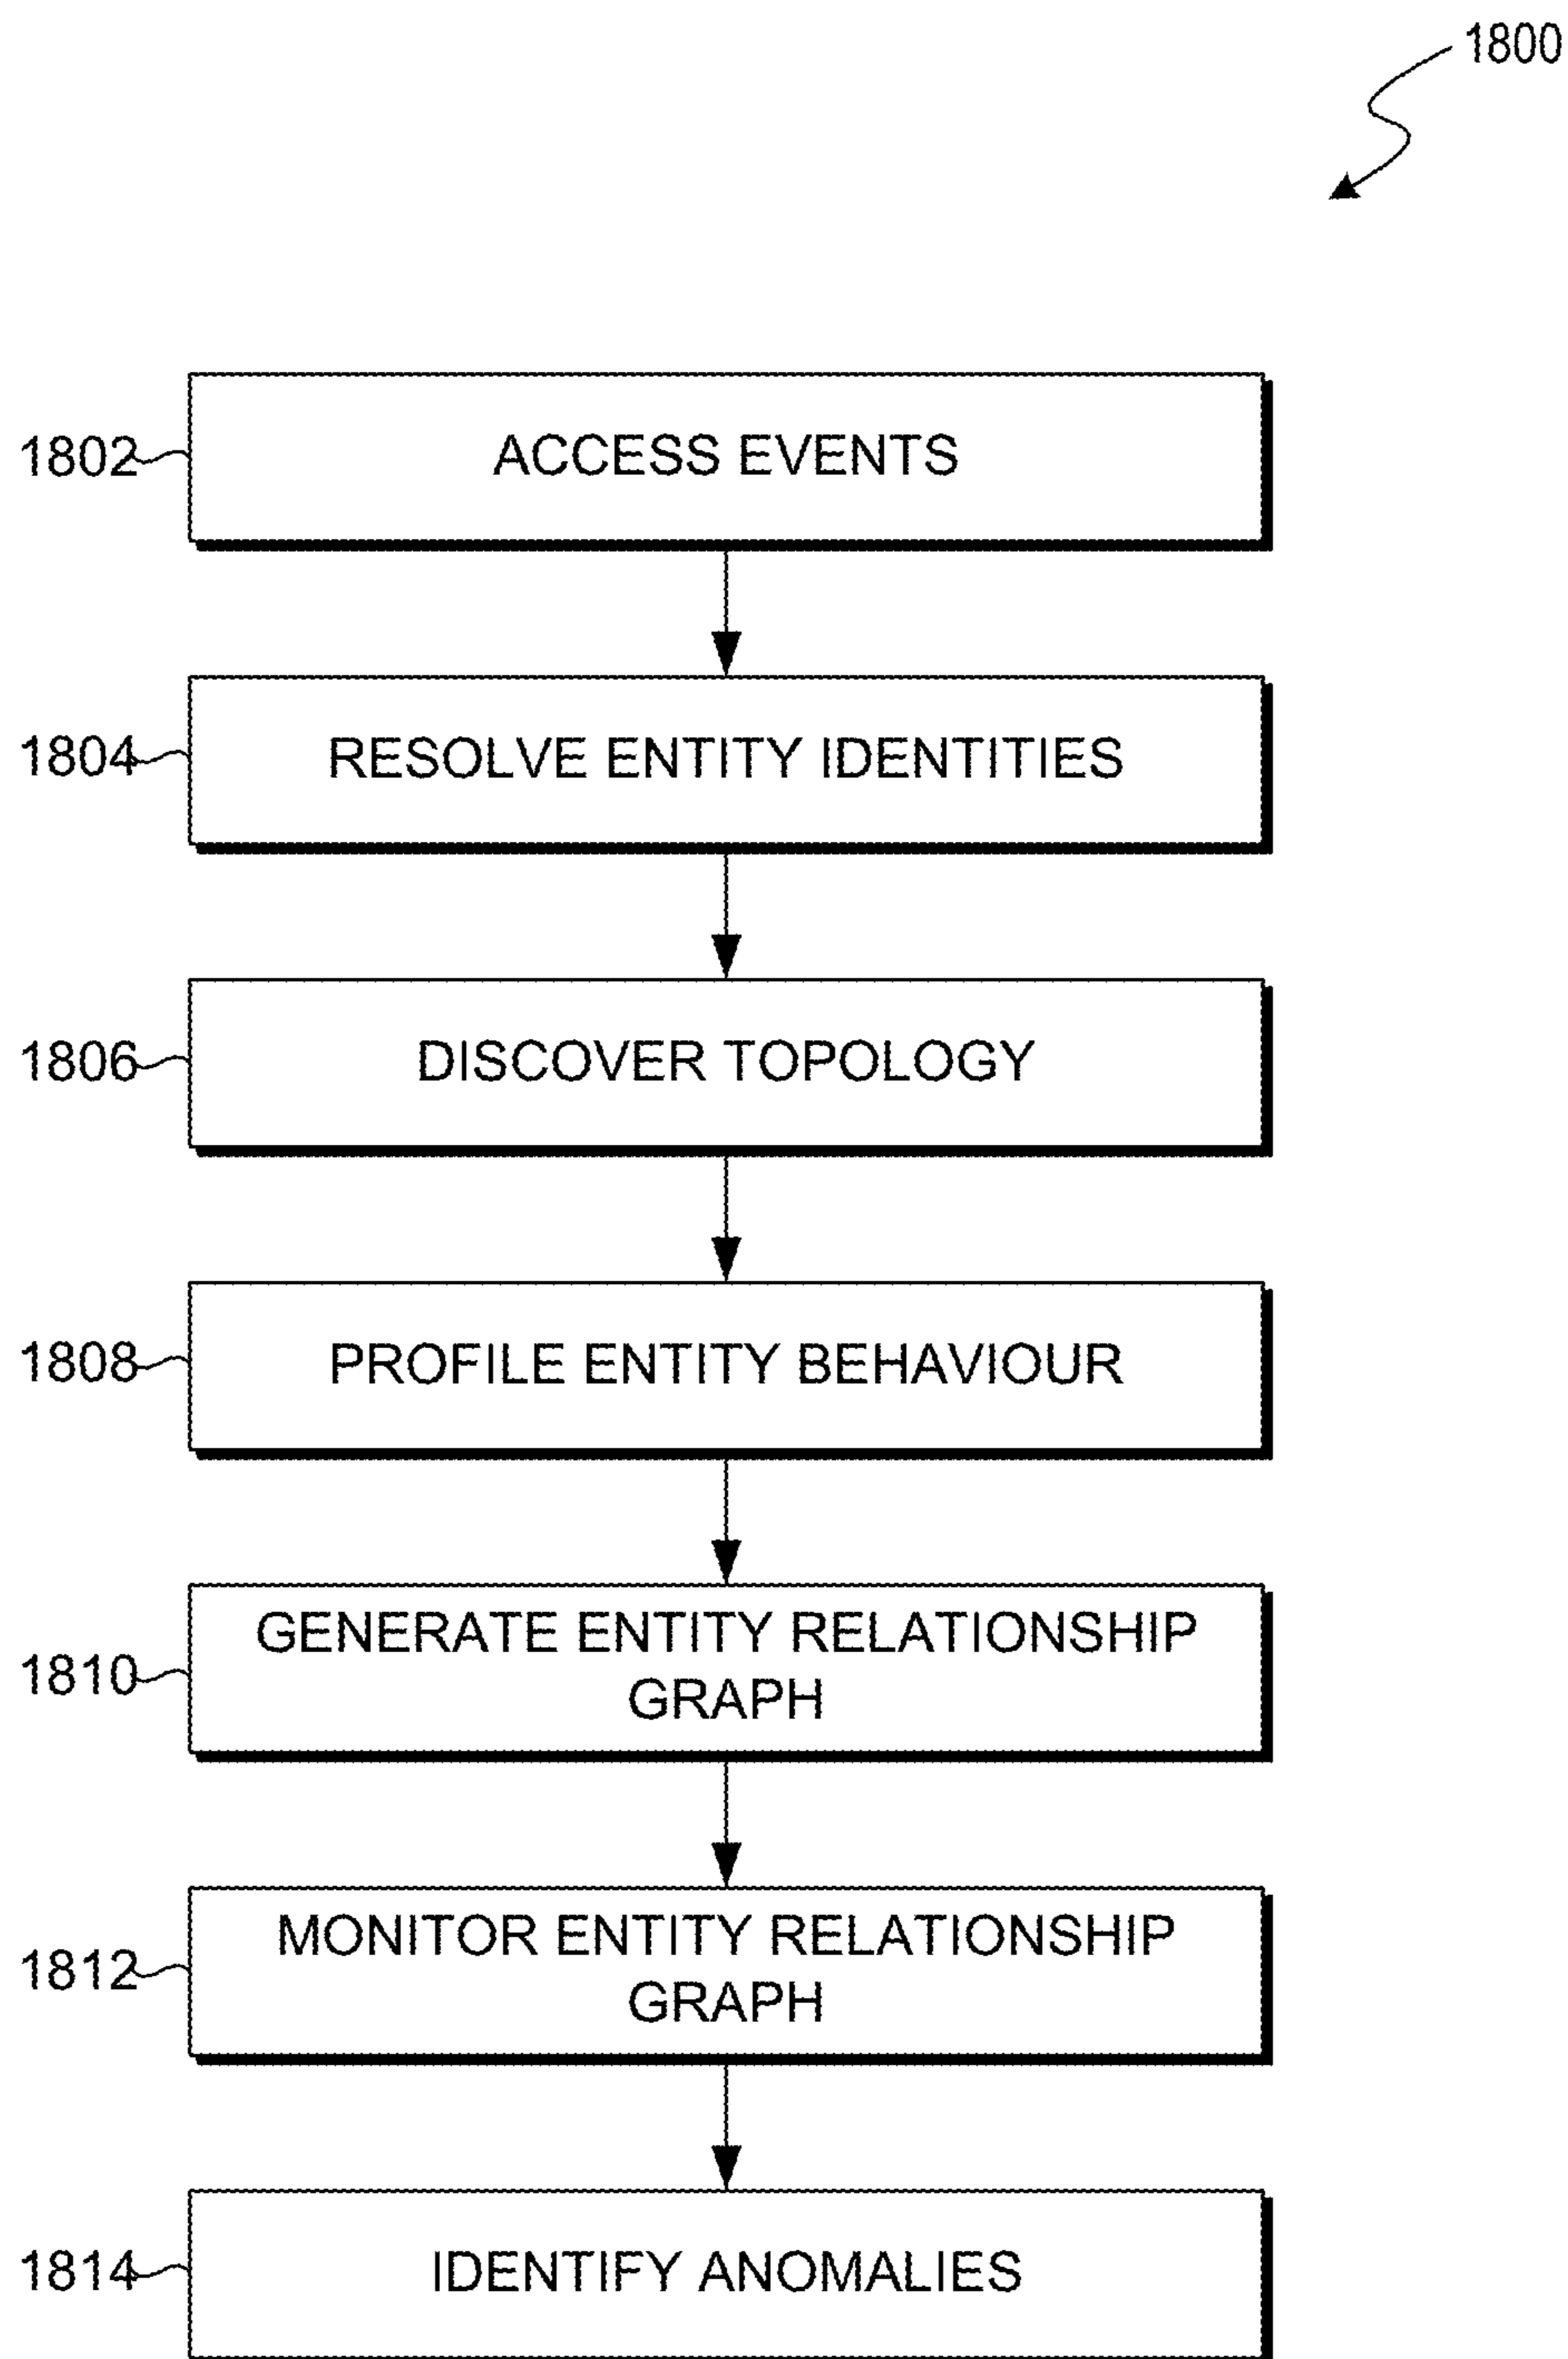 1800
1802
ACCESS EVENTS
1804
RESOLVE ENTITY IDENTITIES
1806
DISCOVER TOPOLOGY
1808
PROFILE ENTITY BEHAVIOUR
1810
GENERATE ENTITY RELATIONSHIP
GRAPH
1812
MONITOR ENTITY RELATIONSHIP
GRAPH
1814
IDENTIFY ANOMALIES